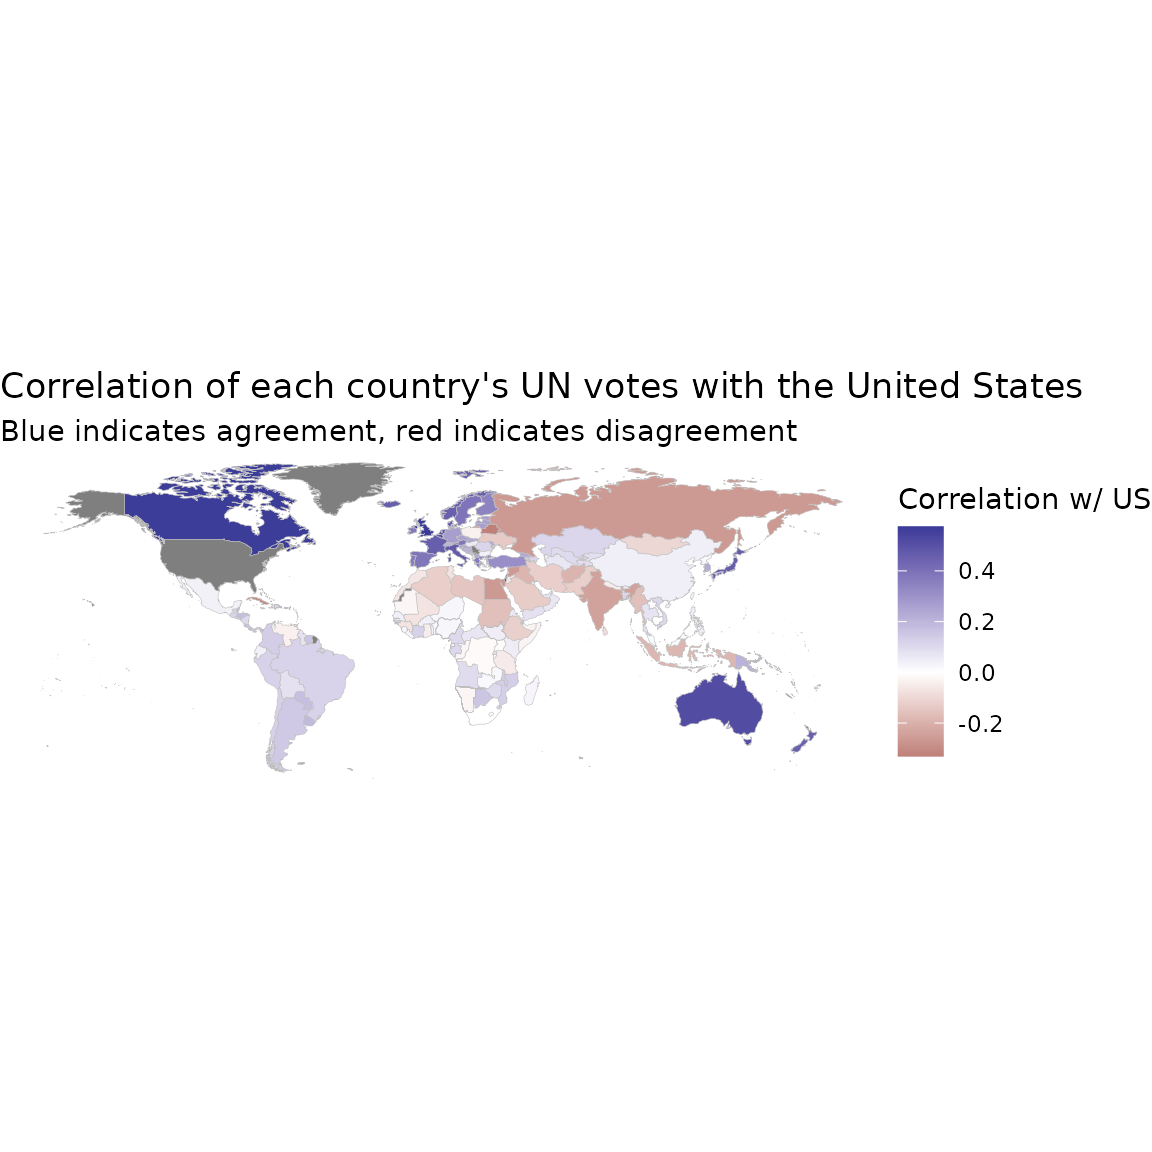 Correlation of each country's UN votes with the United States
Blue indicates agreement, red indicates disagreement
Correlation w/ US
0.4
0.2
0.0
-0.2